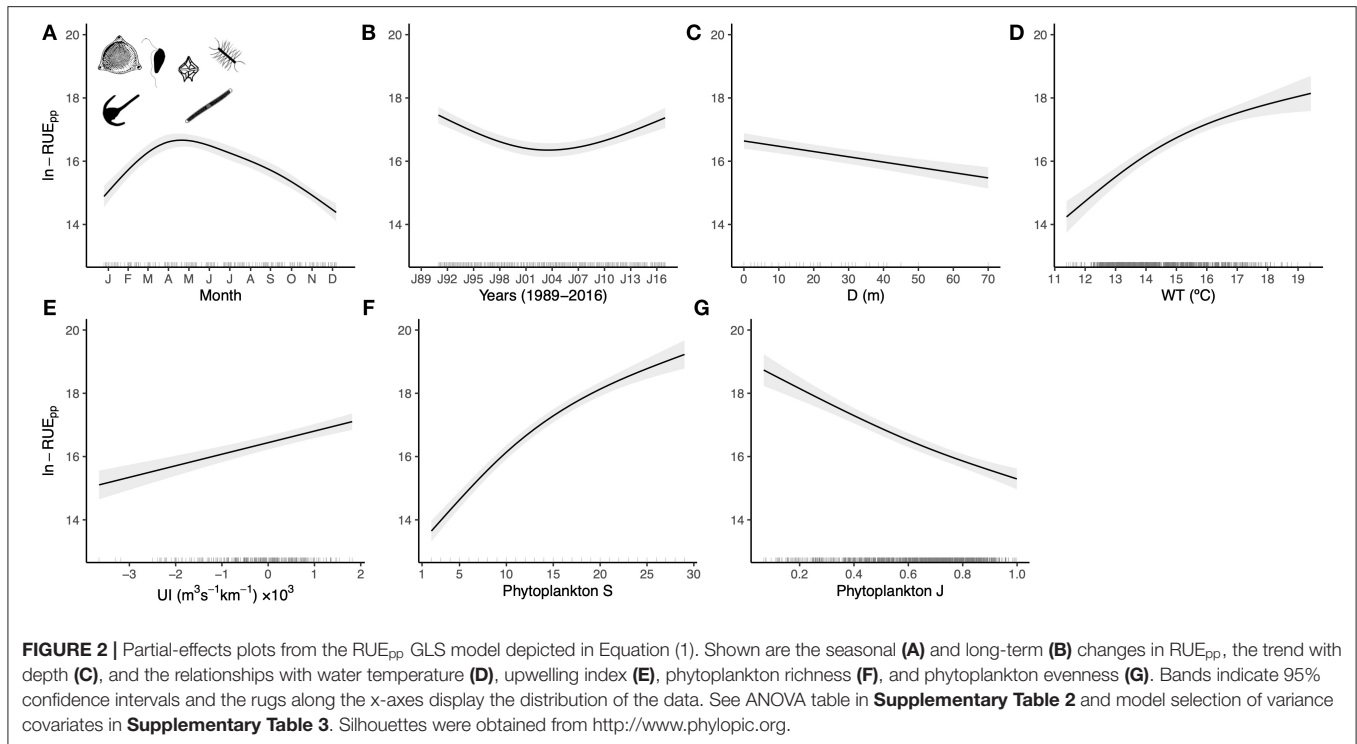 A
B
C
D
20
18
16
14
ln − RUEpp
J F M A M J J A S O N D
Month
20
18
16
14
J89 J92 J95 J98 J01 J04 J07 J10 J13 J16
Years (1989−2016)
20
18
16
14
0 10 20 30 40 50 60 70
D (m)
20
18
16
14
11 12 13 14 15 16 17 18 19
WT (ºC)
E
F
G
20
18
16
14
ln − RUEpp
−3 −2 −1 0 1 2
UI (m³s⁻¹km⁻¹) ×10³
20
18
16
14
1 5 10 15 20 25 30
Phytoplankton S
20
18
16
14
0.2 0.4 0.6 0.8 1.0
Phytoplankton J
FIGURE 2 | Partial-effects plots from the RUEpp GLS model depicted in Equation (1). Shown are the seasonal (A) and long-term (B) changes in RUEpp, the trend with
depth (C), and the relationships with water temperature (D), upwelling index (E), phytoplankton richness (F), and phytoplankton evenness (G). Bands indicate 95%
confidence intervals and the rugs along the x-axes display the distribution of the data. See ANOVA table in Supplementary Table 2 and model selection of variance
covariates in Supplementary Table 3. Silhouettes were obtained from http://www.phylopic.org.